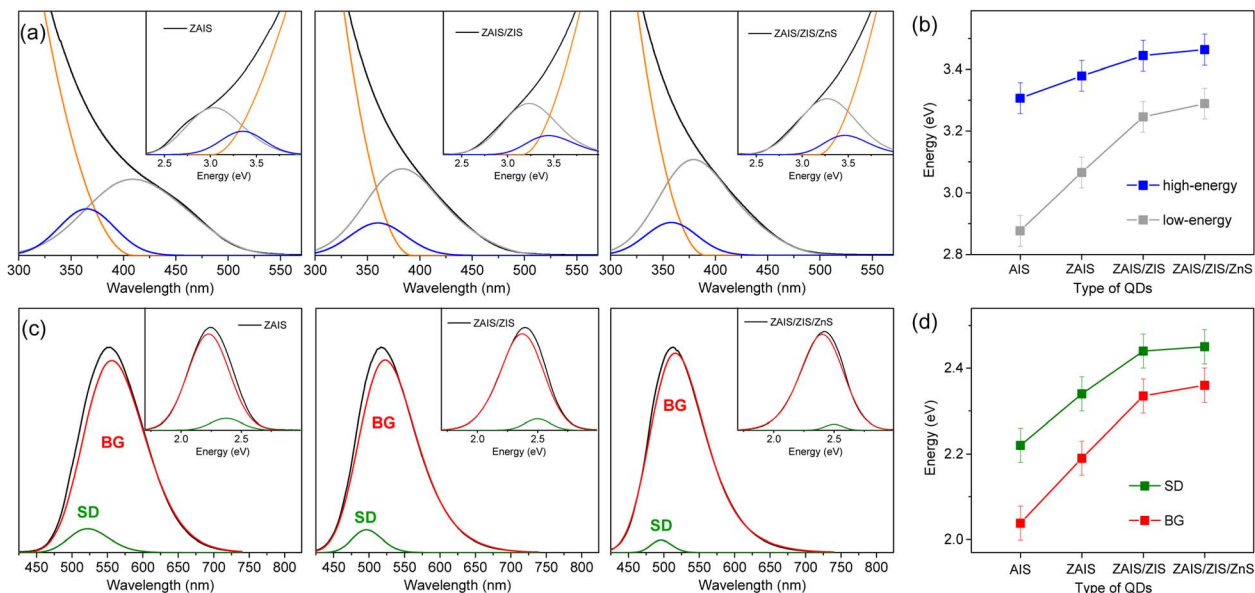 (a)
ZAIS
2.5 3.0 3.5
Energy (eV)
300 350 400 450 500 550
Wavelength (nm)
ZAIS/ZIS
2.5 3.0 3.5
Energy (eV)
300 350 400 450 500 550
Wavelength (nm)
ZAIS/ZIS/ZnS
2.5 3.0 3.5
Energy (eV)
300 350 400 450 500 550
Wavelength (nm)
(b)
3.4
3.2
3.0
2.8
Energy (eV)
high-energy
low-energy
AIS ZAIS ZAIS/ZIS ZAIS/ZIS/ZnS
Type of QDs
(c)
ZAIS
2.0 2.5
Energy (eV)
BG
SD
450 500 550 600 650 700 750 800
Wavelength (nm)
ZAIS/ZIS
2.0 2.5
Energy (eV)
BG
SD
450 500 550 600 650 700 750 800
Wavelength (nm)
ZAIS/ZIS/ZnS
2.0 2.5
Energy (eV)
BG
SD
450 500 550 600 650 700 750 800
Wavelength (nm)
(d)
2.4
2.2
2.0
Energy (eV)
SD
BG
AIS ZAIS ZAIS/ZIS ZAIS/ZIS/ZnS
Type of QDs